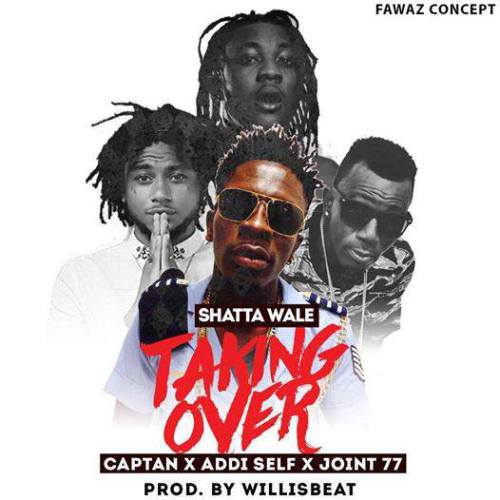 FAWAZ CONCEPT
SHATTA WALE
TAKING
OVER
CAPTAN X ADDI SELF X JOINT 77
PROD. BY WILLISBEAT